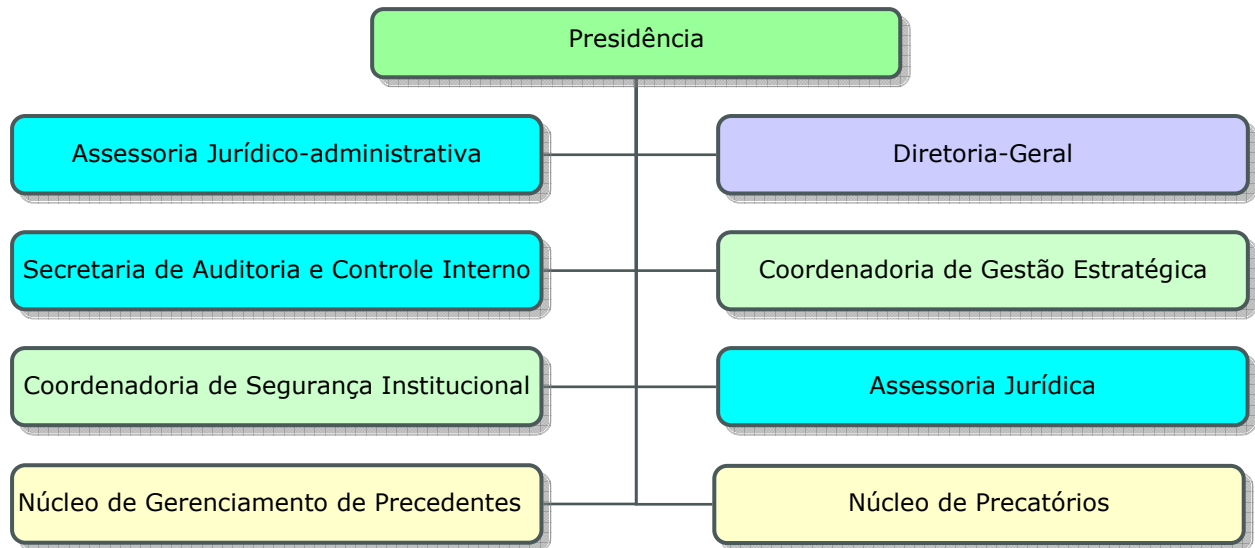 Presidência
Assessoria Jurídico-administrativa
Diretoria-Geral
Secretaria de Auditoria e Controle Interno
Coordenadoria de Gestão Estratégica
Coordenadoria de Segurança Institucional
Assessoria Jurídica
Núcleo de Gerenciamento de Precedentes
Núcleo de Precatórios